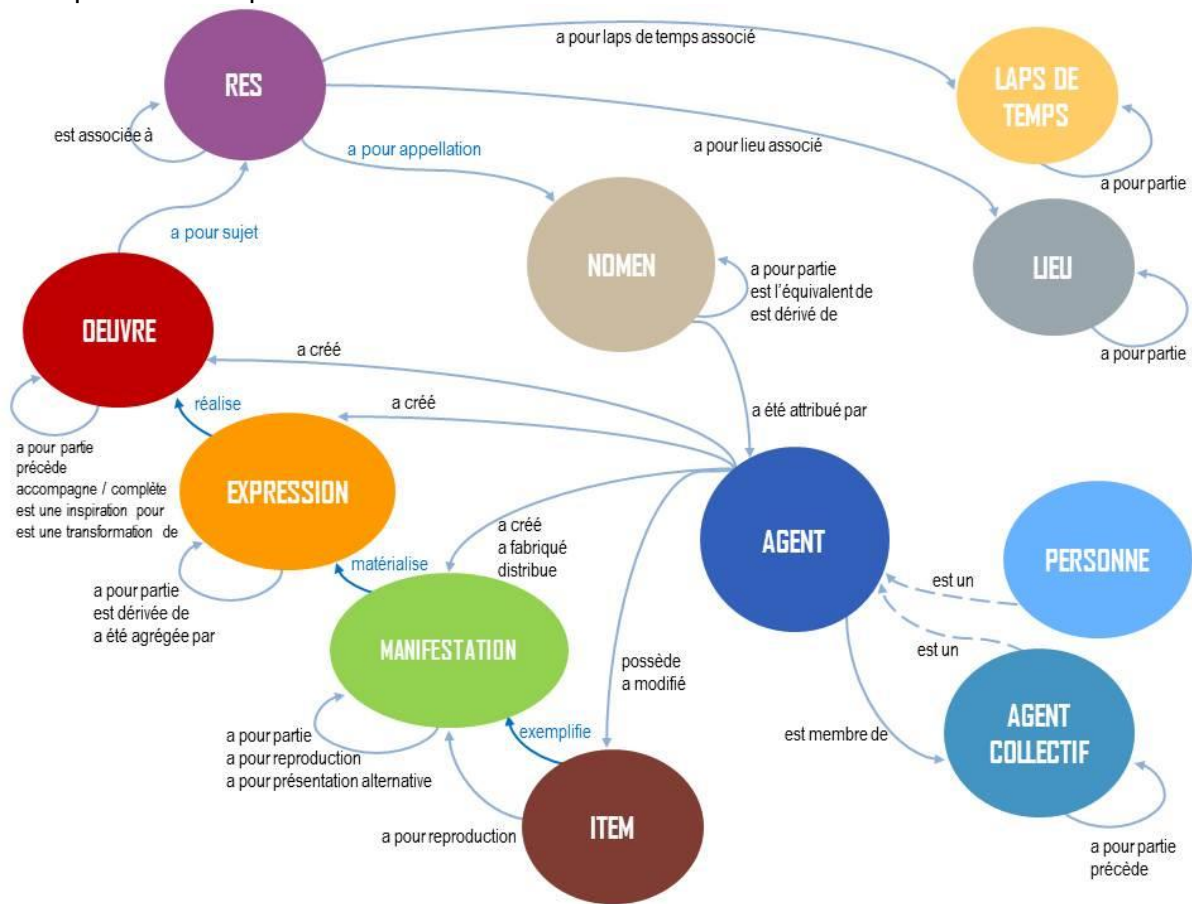 a pour laps de temps associé
RES
LAPS DE
TEMPS
est associée à
a pour appellation
a pour lieu associé
a pour partie
a pour sujet
NOMEN
a pour partie
est l'équivalent de
est dérivé de
LIEU
OEUVRE
a créé
a pour partie
réalise
a créé
a été attribué par
a pour partie
précède
accompagne / complète
est une inspiration pour
est une transformation de
EXPRESSION
a créé
a fabriqué
distribue
AGENT
PERSONNE
matérialise
est un
a pour partie
est dérivée de
a été agrégée par
MANIFESTATION
est un
possède
a modifié
AGENT
COLLECTIF
est membre de
a pour partie
a pour reproduction
a pour présentation alternative
exemplifie
ITEM
a pour reproduction
a pour partie
précède